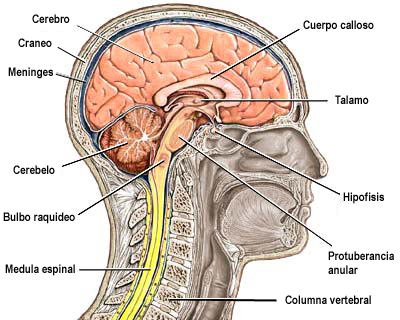 Cerebro
Craneo
Meninges
Cerebelo
Bulbo raquideo
Medula espinal
Cuerpo calloso
Talamo
Hipofisis
Protuberancia
anular
Columna vertebral